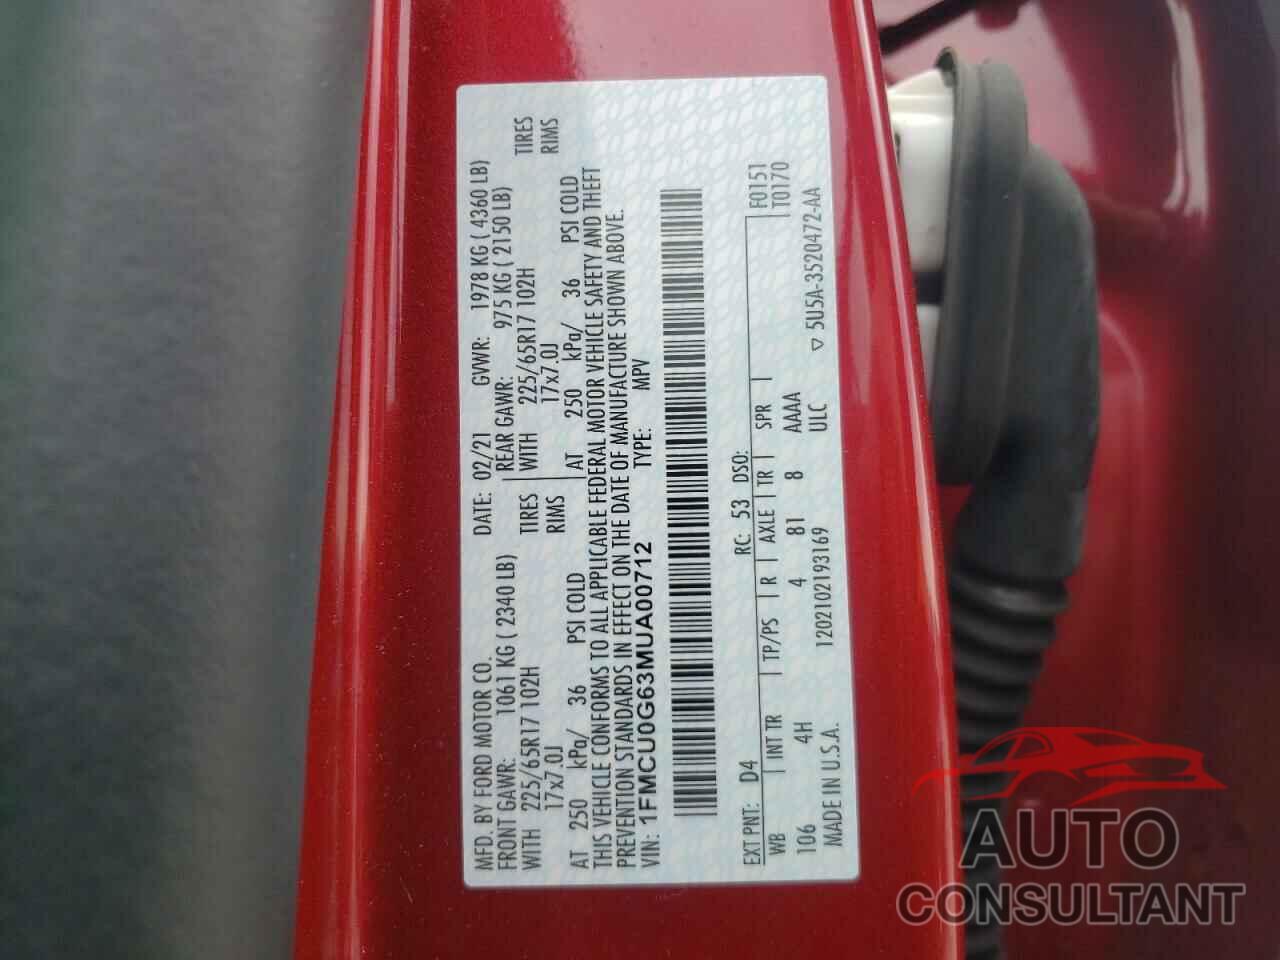 MFD. BY FORD MOTOR CO. DATE: 02/21 GVWR: 1978 KG ( 4360 LB)
FRONT GAWR: 1061 KG ( 2340 LB) REAR GAWR: 975 KG ( 2150 LB)
WITH 225/65R17 102H TIRES WITH 225/65R17 102H TIRES
17x7.0J RIMS 17x7.0J RIMS
AT 250 kPa/ 36 PSI COLD AT 250 kPa/ 36 PSI COLD
THIS VEHICLE CONFORMS TO ALL APPLICABLE FEDERAL MOTOR VEHICLE SAFETY AND THEFT
PREVENTION STANDARDS IN EFFECT ON THE DATE OF MANUFACTURE SHOWN ABOVE.
VIN: 1FMCU0G63MUA00712 TYPE: MPV
EXT PNT: D4 RC: 53 DSO: F0151
WB INT TR TP/PS R AXLE TR SPR T0170
106 4H 4 81 8 AAAA
MADE IN U.S.A. 120210219​3169 ULC ▽ 5U5A-3520472-AA
AUTO
CONSULTANT